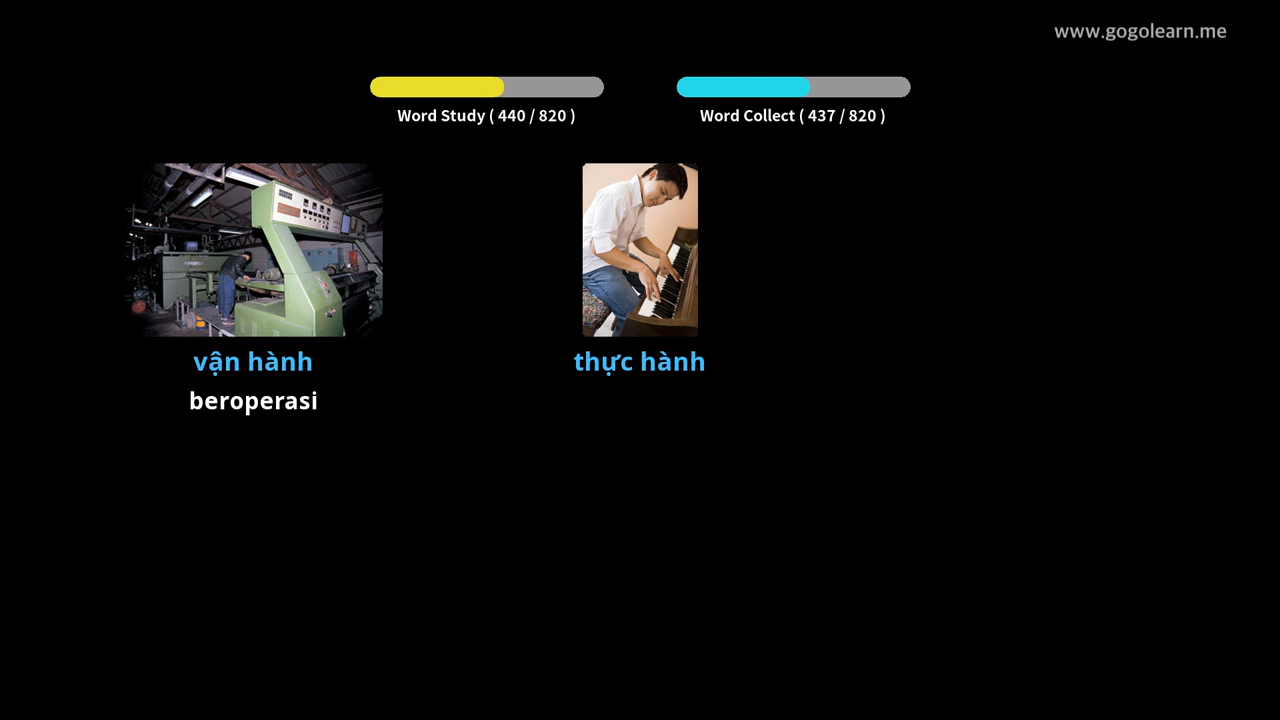 www.gogolearn.me
Word Study ( 440 / 820 )
Word Collect ( 437 / 820 )
vận hành
beroperasi
thực hành